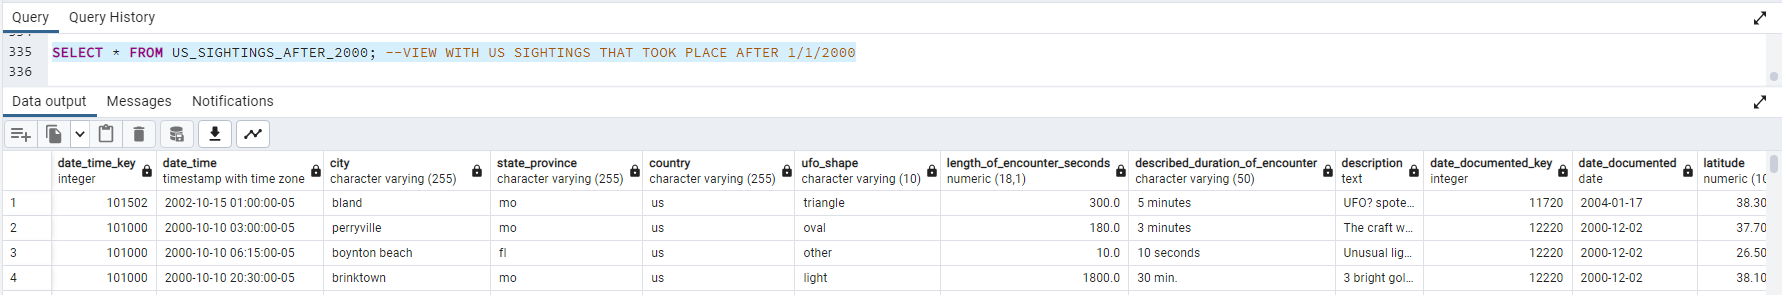 Query Query History
335 SELECT * FROM US_SIGHTINGS_AFTER_2000; --VIEW WITH US SIGHTINGS THAT TOOK PLACE AFTER 1/1/2000
336
Data output Messages Notifications
date_time_key date_time city state_province country ufo_shape length_of_encounter_seconds described_duration_of_encounter description date_documented_key date_documented latitude
integer timestamp with time zone character varying (255) character varying (255) character varying (255) character varying (10) numeric (18,1) character varying (50) text integer date numeric (10
1 101502 2002-10-15 01:00:00-05 bland mo us triangle 300.0 5 minutes UFO? spote... 11720 2004-01-17 38.30
2 101000 2000-10-10 03:00:00-05 perryville mo us oval 180.0 3 minutes The craft w... 12220 2000-12-02 37.70
3 101000 2000-10-10 06:15:00-05 boynton beach fl us other 10.0 10 seconds Unusual lig... 12220 2000-12-02 26.50
4 101000 2000-10-10 20:30:00-05 brinktown mo us light 1800.0 30 min. 3 bright gol... 12220 2000-12-02 38.10